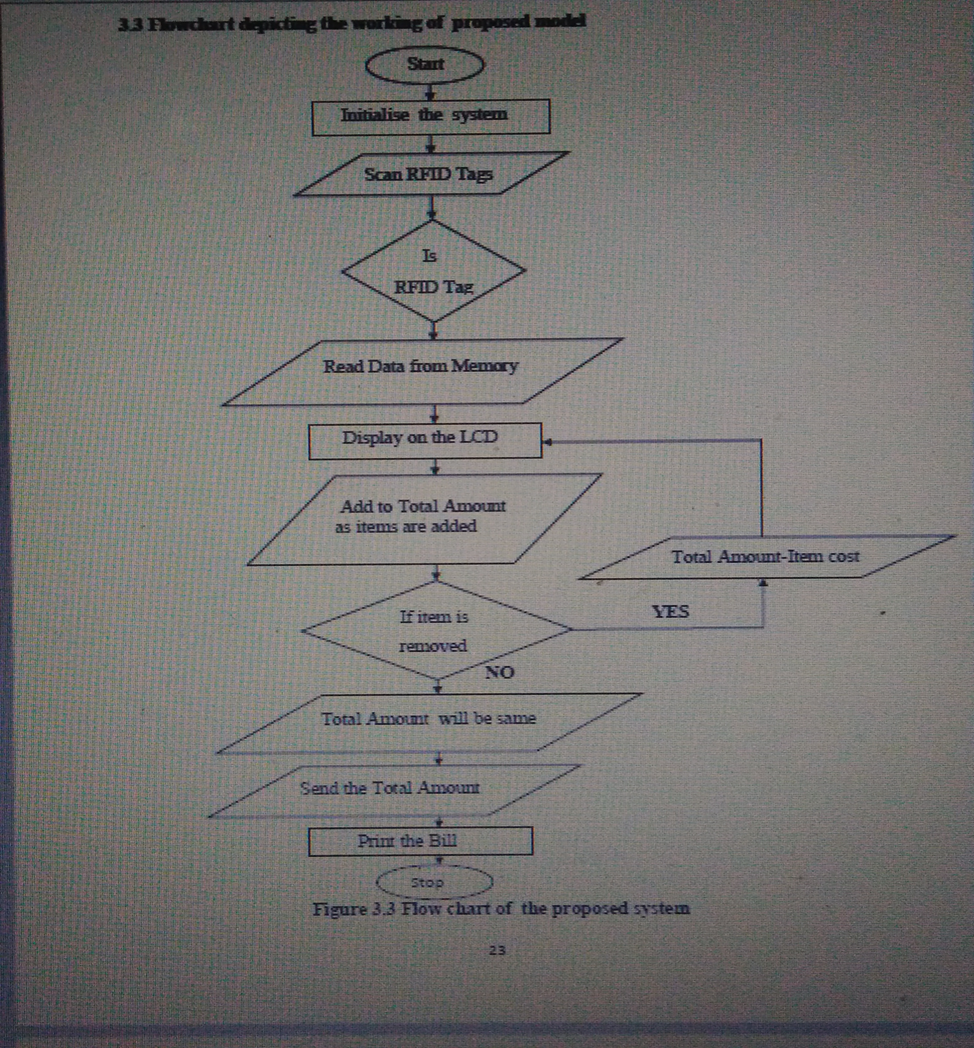 3.3 Flowchart depicting the working of proposed model
Start
Initialise the system
Scan RFID Tags
Is
RFID Tag
Read Data from Memory
Display on the LCD
Add to Total Amount
as items are added
Total Amount-Item cost
If item is
removed
YES
NO
Total Amount will be same
Send the Total Amount
Print the Bill
Stop
Figure 3.3 Flow chart of the proposed system
23